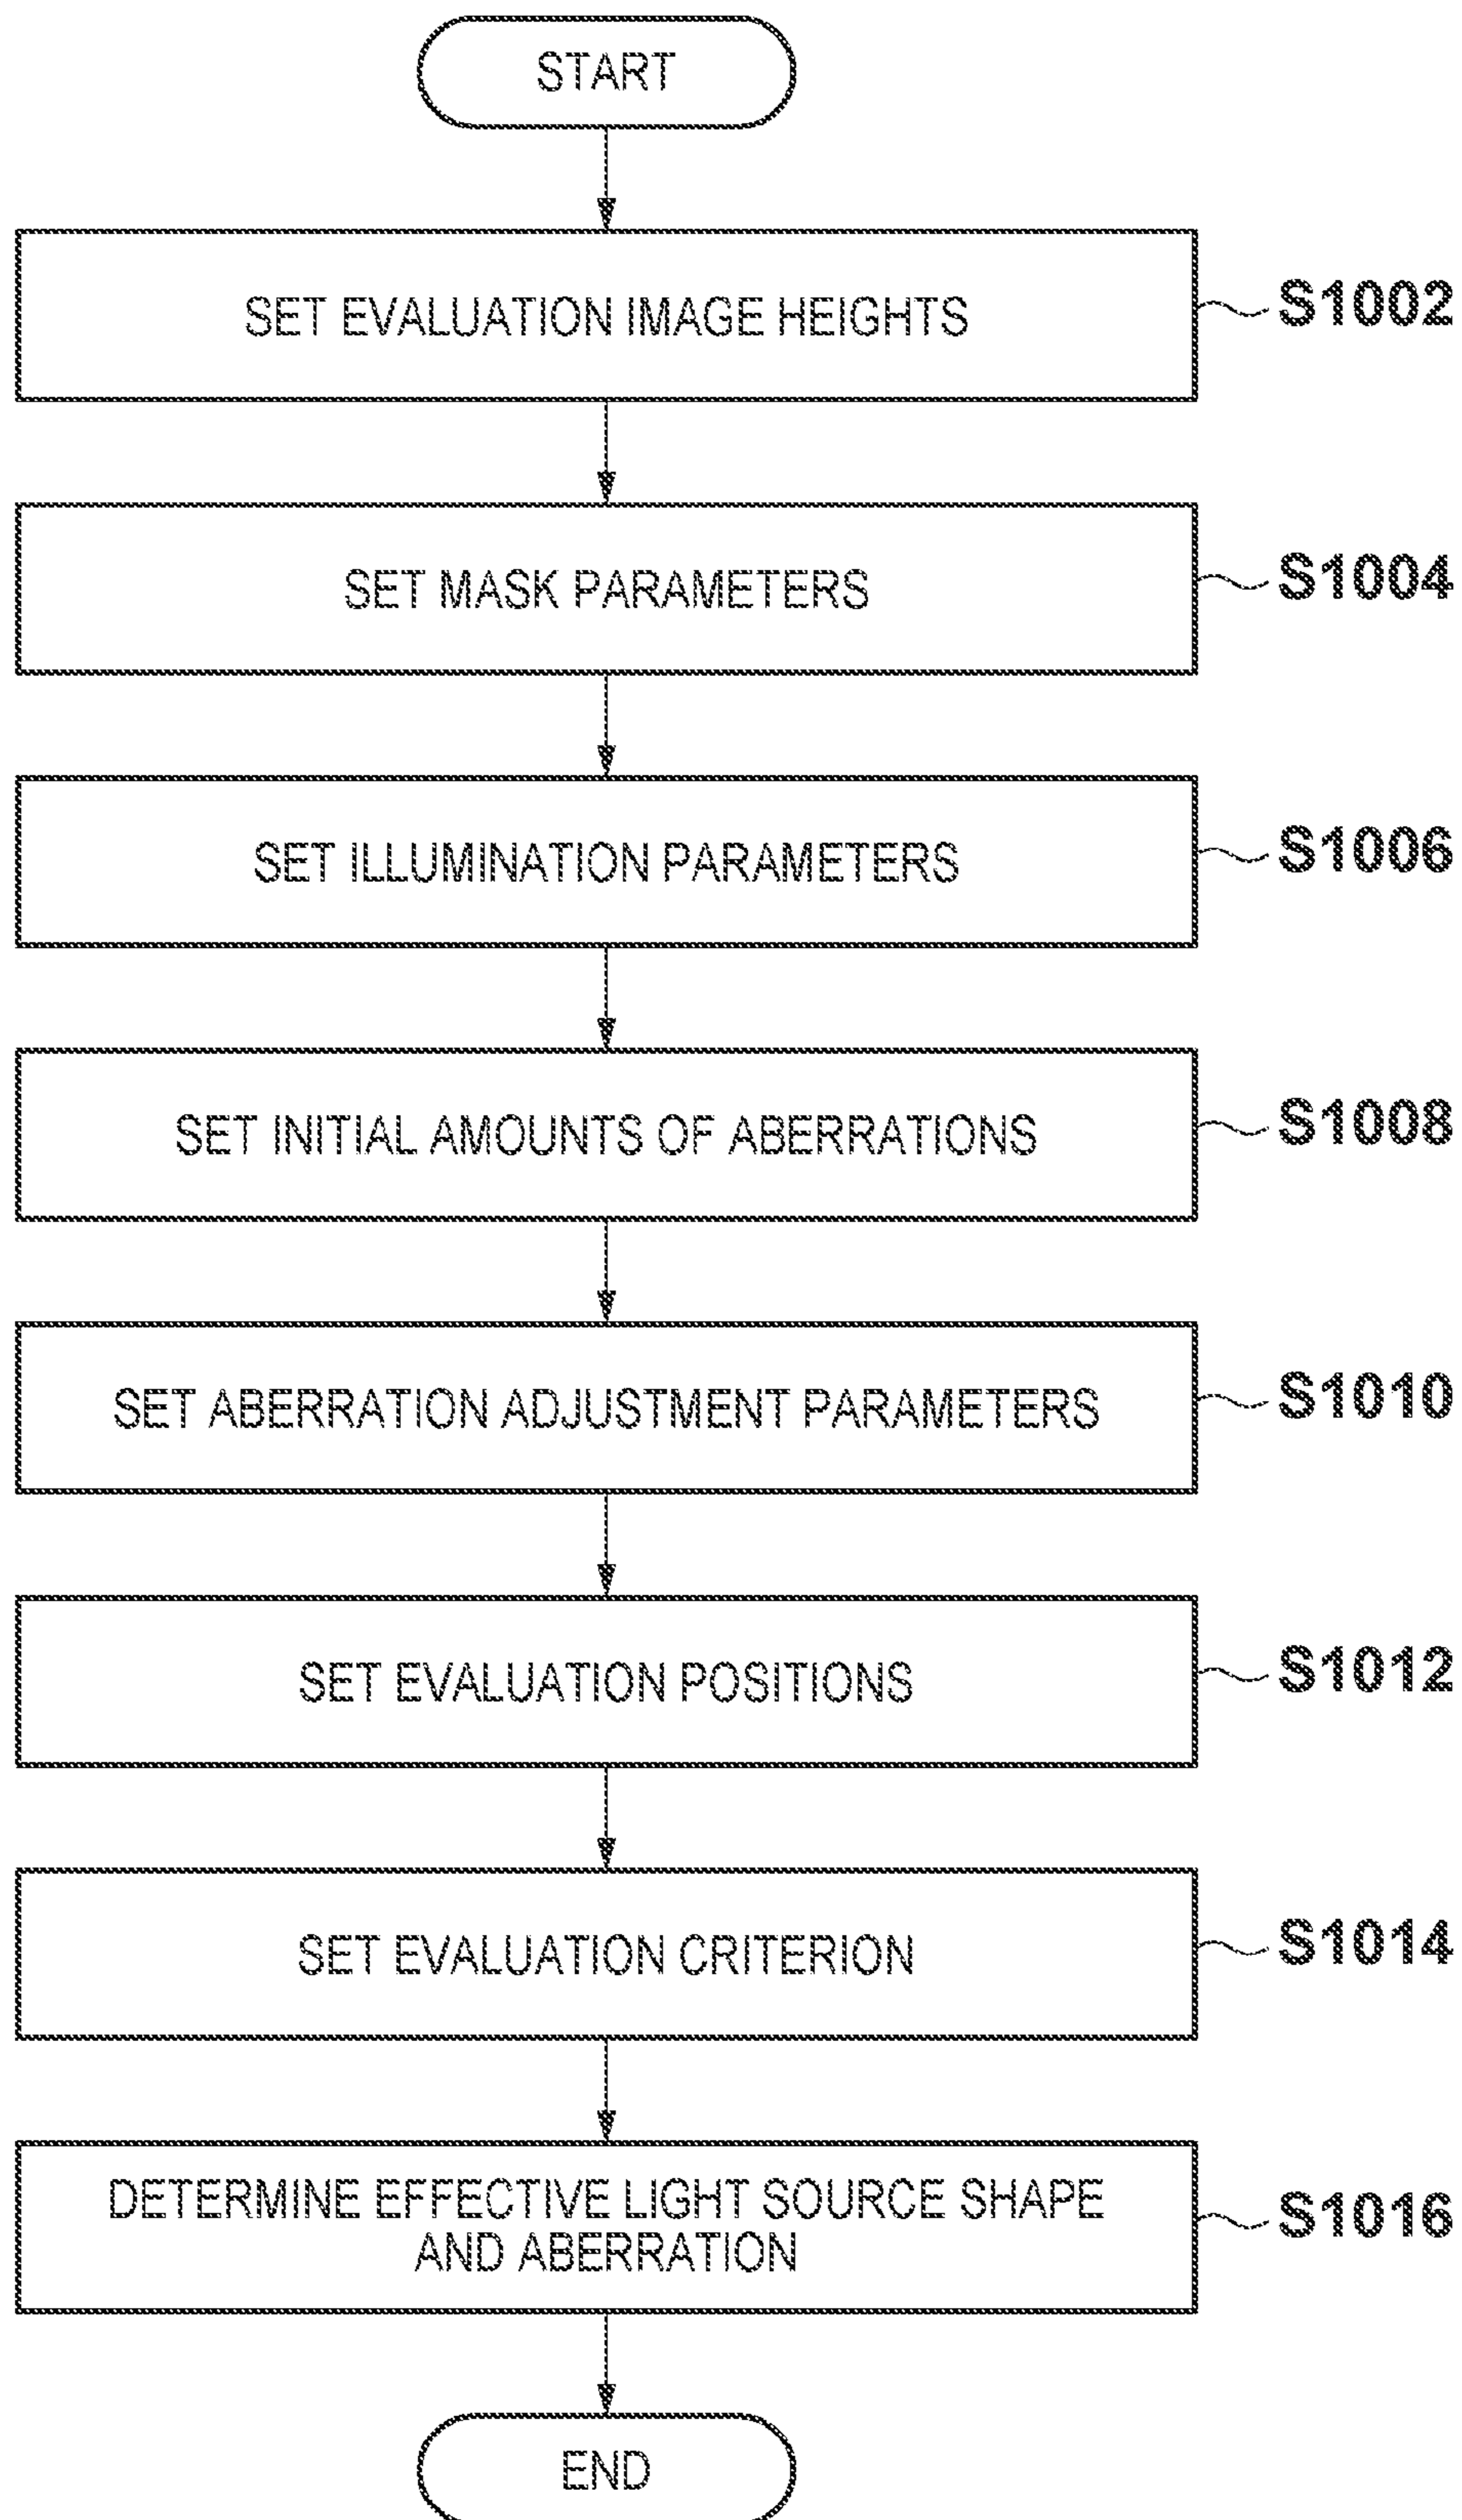 START
SET EVALUATION IMAGE HEIGHTS
S1002
SET MASK PARAMETERS
S1004
SET ILLUMINATION PARAMETERS
S1006
SET INITIAL AMOUNTS OF ABERRATIONS
S1008
SET ABERRATION ADJUSTMENT PARAMETERS
S1010
SET EVALUATION POSITIONS
S1012
SET EVALUATION CRITERION
S1014
DETERMINE EFFECTIVE LIGHT SOURCE SHAPE
AND ABERRATION
S1016
END